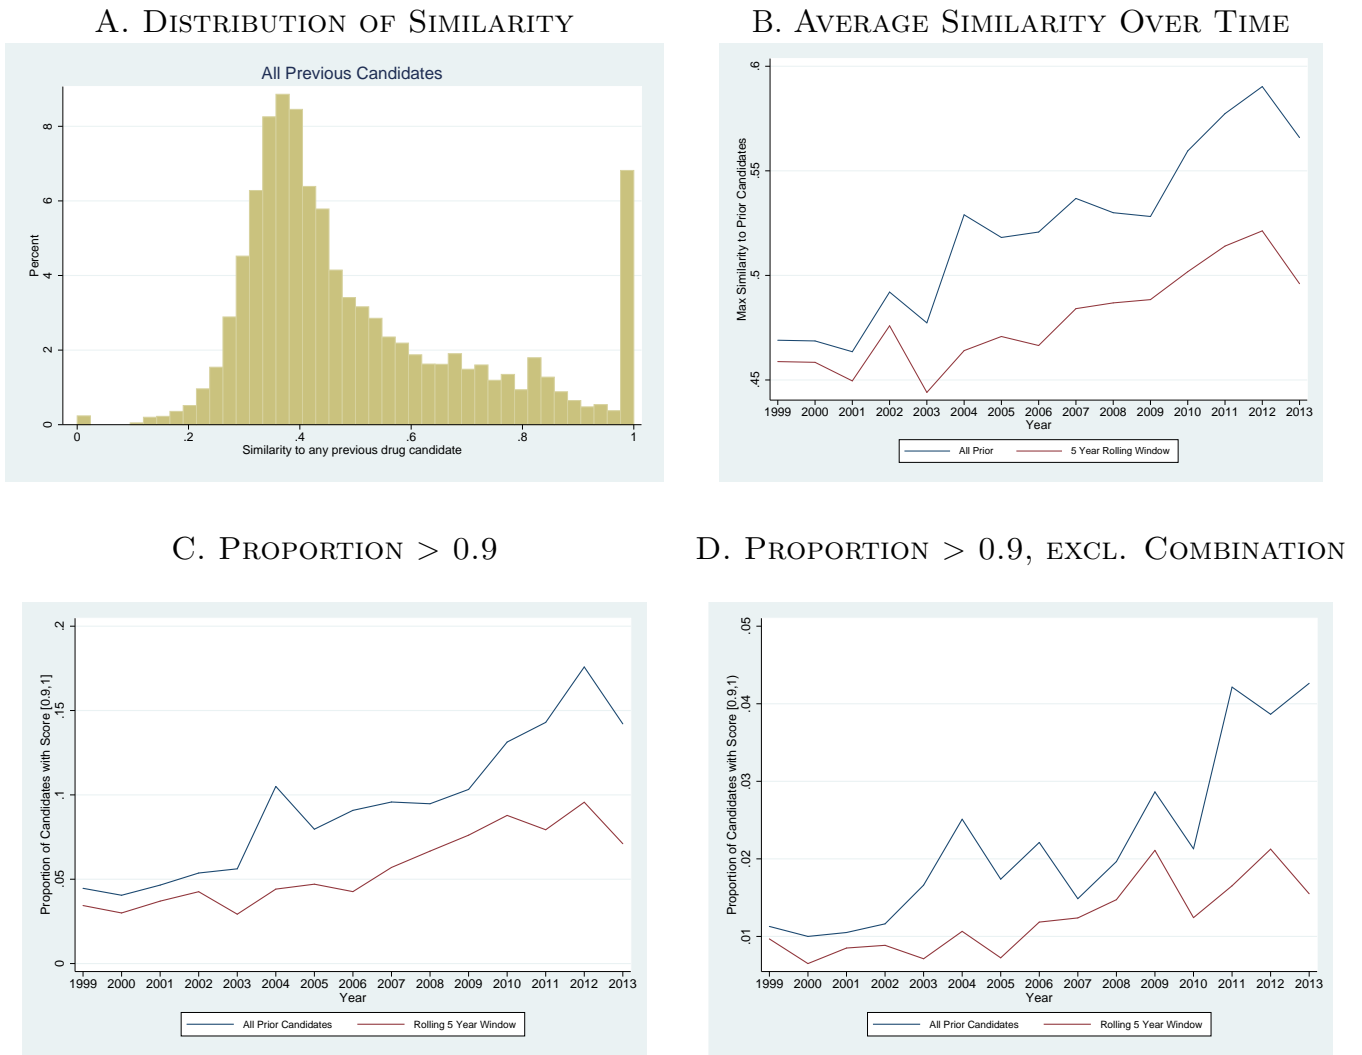 A. Distribution of Similarity
All Previous Candidates
Percent
0 2 4 6 8
0 .2 .4 .6 .8 1
Similarity to any previous drug candidate
B. Average Similarity Over Time
Max Similarity to Prior Candidates
.45 .5 .55 .6
1999 2000 2001 2002 2003 2004 2005 2006 2007 2008 2009 2010 2011 2012 2013
Year
All Prior 5 Year Rolling Window
C. Proportion > 0.9
Proportion of Candidates with Score [0.9,1]
0 .05 .1 .15 .2
1999 2000 2001 2002 2003 2004 2005 2006 2007 2008 2009 2010 2011 2012 2013
Year
All Prior Candidates Rolling 5 Year Window
D. Proportion > 0.9, excl. Combination
Proportion of Candidates with Score [0.9,1)
.01 .02 .03 .04 .05
1999 2000 2001 2002 2003 2004 2005 2006 2007 2008 2009 2010 2011 2012 2013
Year
All Prior Candidates Rolling 5 Year Window